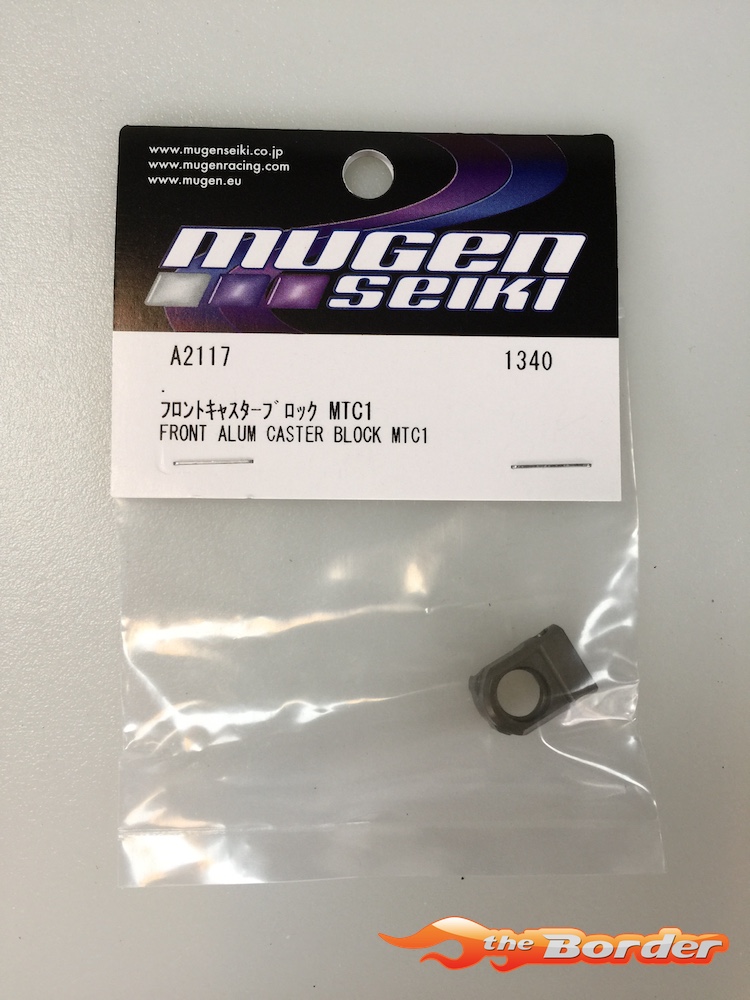 www.mugenseiki.co.jp
www.mugenracing.com
www.mugen.eu
mugen
seiki
A2117 1340
.
ﾌﾛﾝﾄｷｬｽﾀｰﾌﾞﾛｯｸ MTC1
FRONT ALUM CASTER BLOCK MTC1
the Border